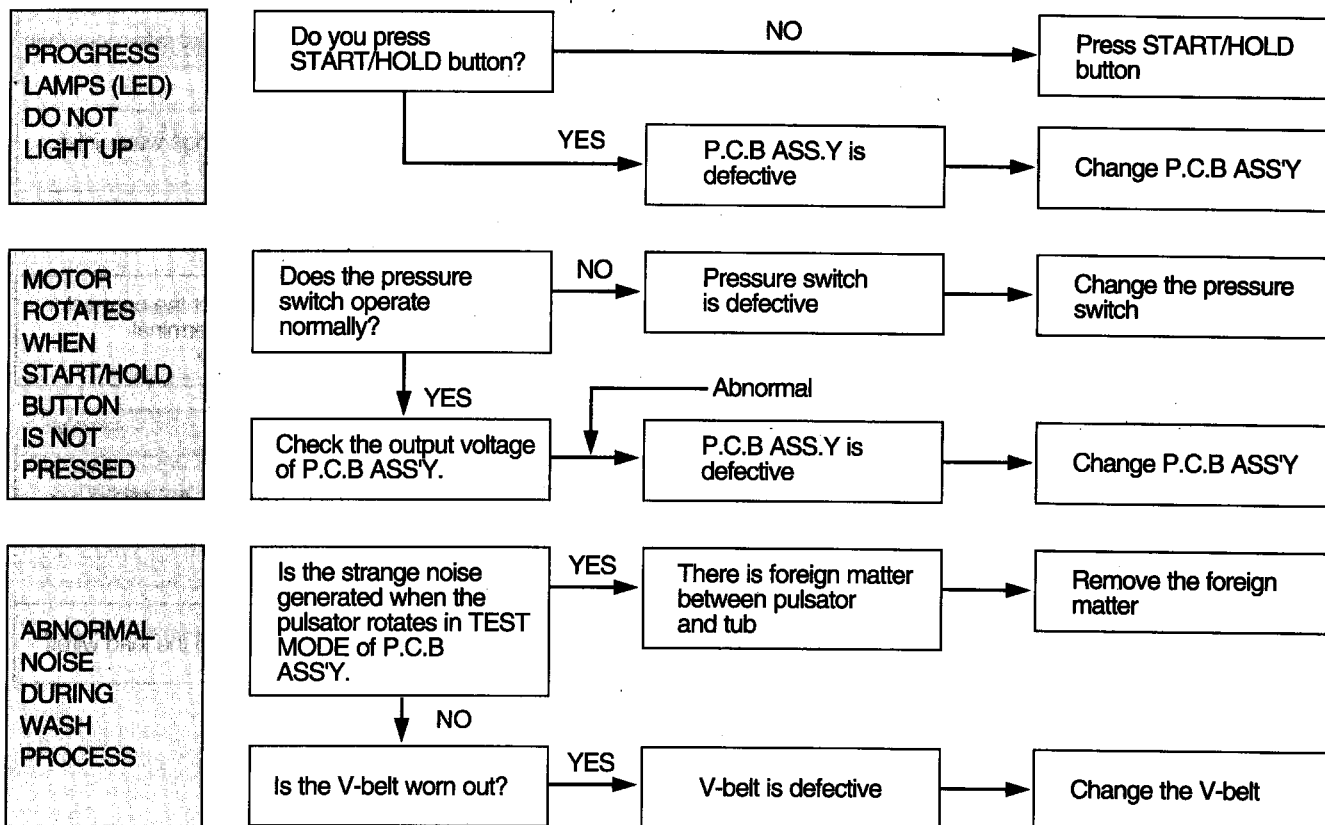 PROGRESS
LAMPS (LED)
DO NOT
LIGHT UP
Do you press
START/HOLD button?
NO
Press START/HOLD
button
YES
P.C.B ASS.Y is
defective
Change P.C.B ASS'Y
MOTOR
ROTATES
WHEN
START/HOLD
BUTTON
IS NOT
PRESSED
Does the pressure
switch operate
normally?
NO
Pressure switch
is defective
Change the pressure
switch
YES
Abnormal
Check the output voltage
of P.C.B ASS'Y.
P.C.B ASS.Y is
defective
Change P.C.B ASS'Y
ABNORMAL
NOISE
DURING
WASH
PROCESS
Is the strange noise
generated when the
pulsator rotates in TEST
MODE of P.C.B
ASS'Y.
YES
There is foreign matter
between pulsator
and tub
Remove the foreign
matter
NO
Is the V-belt worn out?
YES
V-belt is defective
Change the V-belt